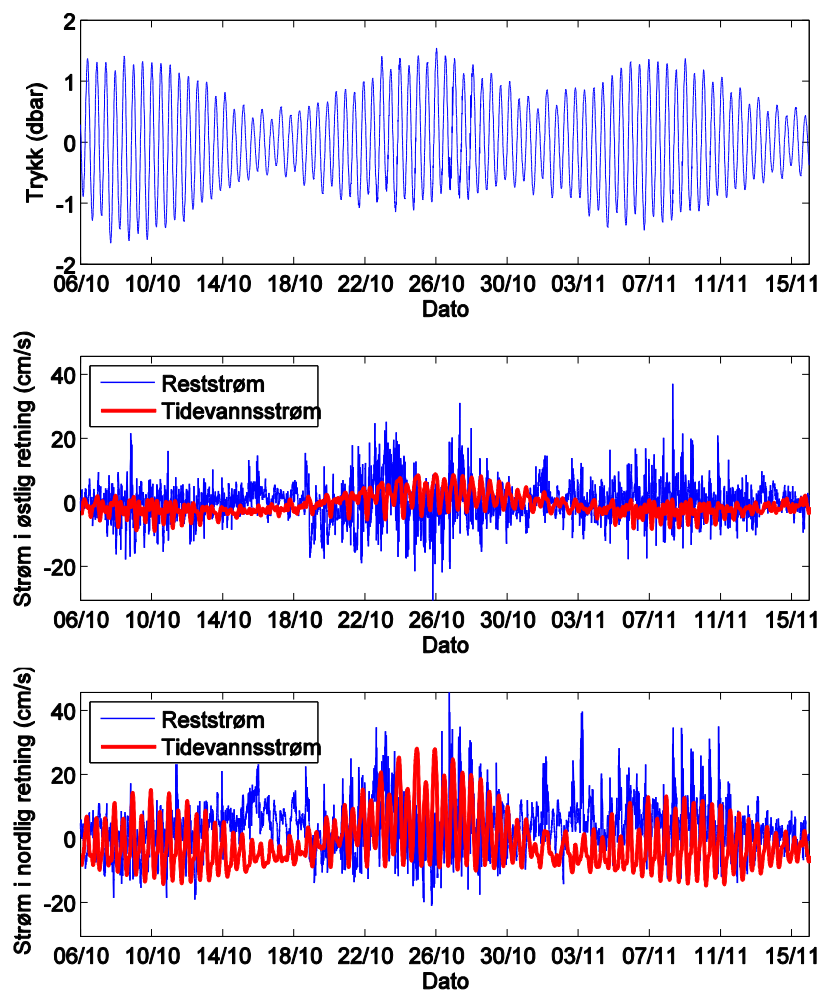 Trykk (dbar)
2
1
0
-1
-2
06/10 10/10 14/10 18/10 22/10 26/10 30/10 03/11 07/11 11/11 15/11
Dato
Strøm i østlig retning (cm/s)
40
20
0
-20
Reststrøm
Tidevannsstrøm
06/10 10/10 14/10 18/10 22/10 26/10 30/10 03/11 07/11 11/11 15/11
Dato
Strøm i nordlig retning (cm/s)
40
20
0
-20
Reststrøm
Tidevannsstrøm
06/10 10/10 14/10 18/10 22/10 26/10 30/10 03/11 07/11 11/11 15/11
Dato